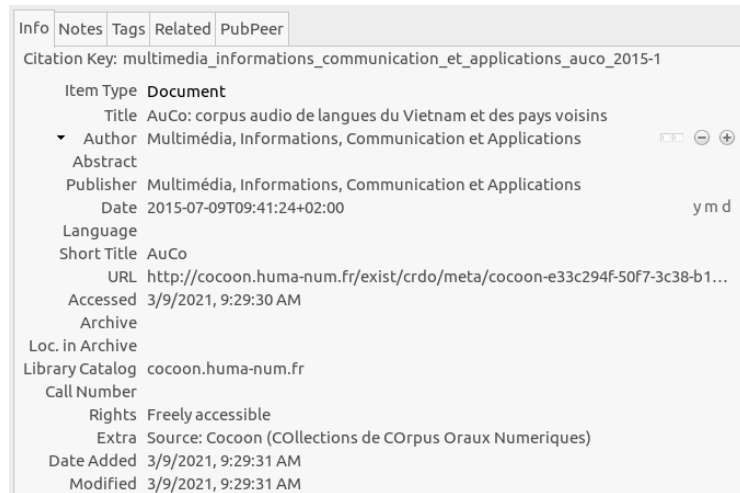 Info Notes Tags Related PubPeer
Citation Key: multimedia_informations_communication_et_applications_auco_2015-1
Item Type Document
Title AuCo: corpus audio de langues du Vietnam et des pays voisins
Author Multimédia, Informations, Communication et Applications
Abstract
Publisher Multimédia, Informations, Communication et Applications
Date 2015-07-09T09:41:24+02:00 y m d
Language
Short Title AuCo
URL http://cocoon.huma-num.fr/exist/crdo/meta/cocoon-e33c294f-50f7-3c38-b1…
Accessed 3/9/2021, 9:29:30 AM
Archive
Loc. in Archive
Library Catalog cocoon.huma-num.fr
Call Number
Rights Freely accessible
Extra Source: Cocoon (COllections de COrpus Oraux Numeriques)
Date Added 3/9/2021, 9:29:31 AM
Modified 3/9/2021, 9:29:31 AM